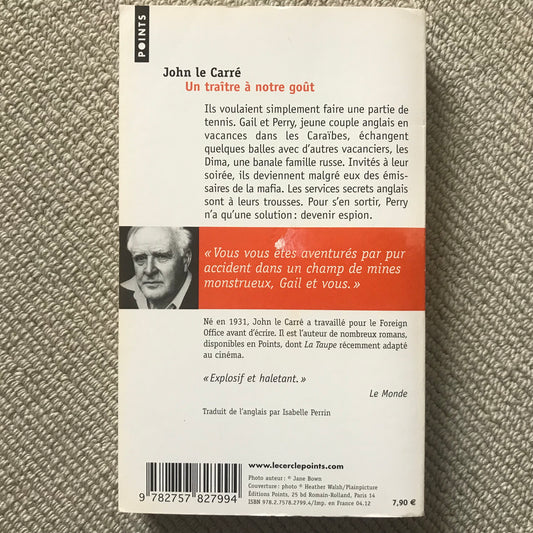 POINTS
John le Carré
Un traître à notre goût
Ils voulaient simplement faire une partie de
tennis. Gail et Perry, jeune couple anglais en
vacances dans les Caraïbes, échangent
quelques balles avec d'autres vacanciers, les
Dima, une banale famille russe. Invités à leur
soirée, ils deviennent malgré eux des émis-
saires de la mafia. Les services secrets anglais
sont à leurs trousses. Pour s'en sortir, Perry
n'a qu'une solution : devenir espion.
« Vous vous êtes aventurés par pur
accident dans un champ de mines
monstrueux, Gail et vous. »
Né en 1931, John le Carré a travaillé pour le Foreign
Office avant d'écrire. Il est l'auteur de nombreux romans,
disponibles en Points, dont La Taupe récemment adapté
au cinéma.
« Explosif et haletant. »
Le Monde
Traduit de l'anglais par Isabelle Perrin
www.lecerclepoints.com
Photo auteur : © Jane Bown
Couverture : photo © Heather Walsh/Plainpicture
Éditions Points, 25 bd Romain-Rolland, Paris 14
ISBN 978.2.7578.2799.4/Imp. en France 04.12
7,90 €
9 782757 827994